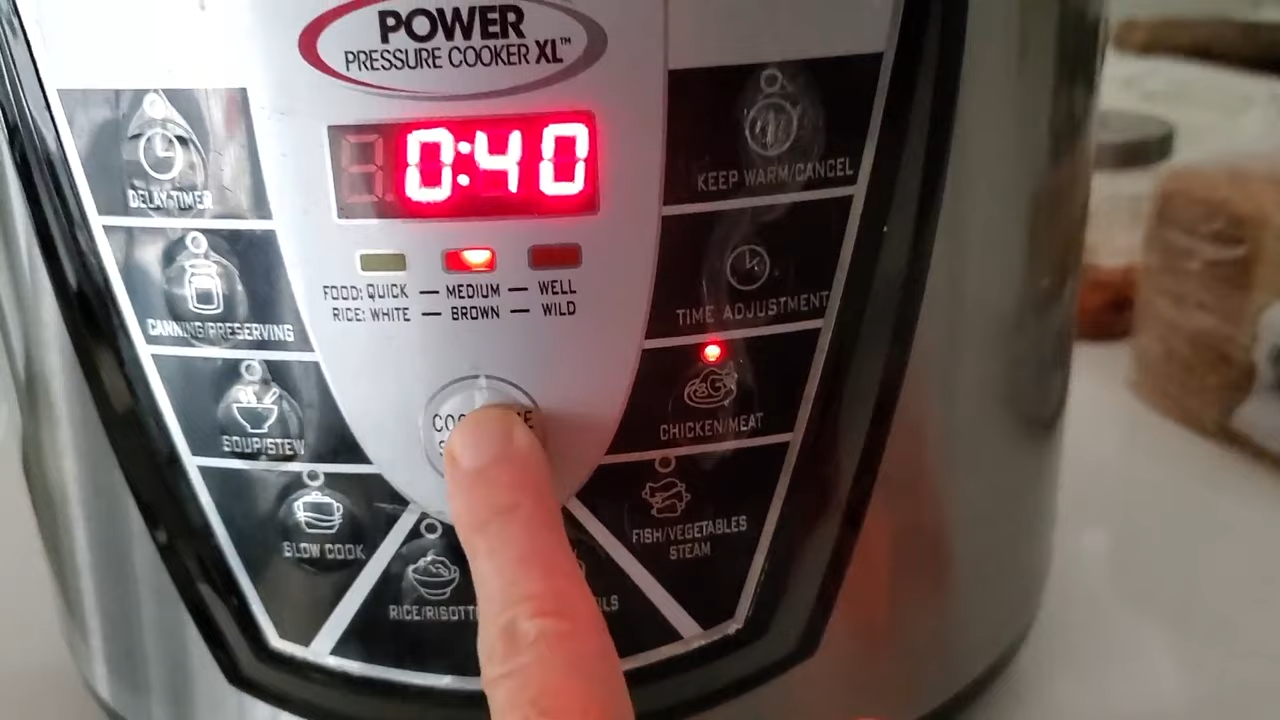 POWER
PRESSURE COOKER XL™
0:40
DELAY TIMER
KEEP WARM/CANCEL
CANNING/PRESERVING
FOOD: QUICK — MEDIUM — WELL
RICE: WHITE — BROWN — WILD
TIME ADJUSTMENT
SOUP/STEW
CHICKEN/MEAT
SLOW COOK
FISH/VEGETABLES
STEAM